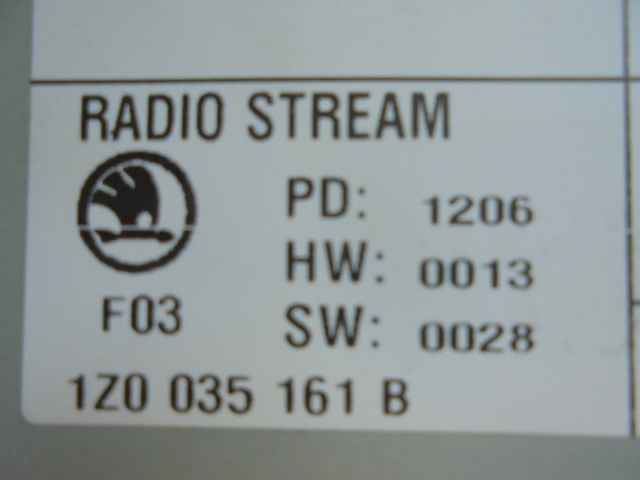 RADIO STREAM
PD: 1206
HW: 0013
F03
SW: 0028
1Z0 035 161 B